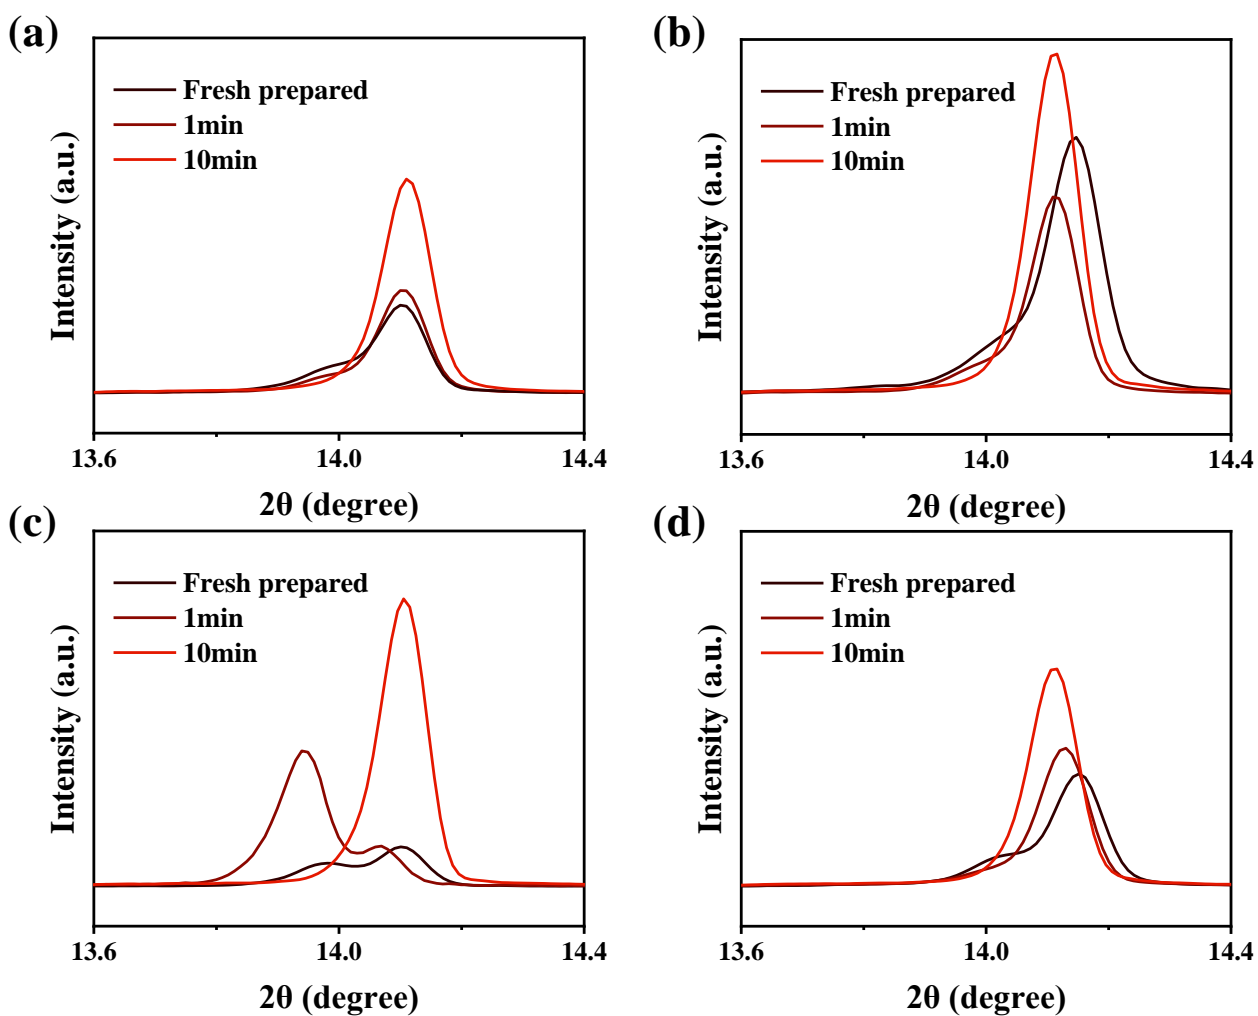 (a)
Fresh prepared
1min
10min
Intensity (a.u.)
13.6
14.0
14.4
2θ (degree)
(b)
Fresh prepared
1min
10min
Intensity (a.u.)
13.6
14.0
14.4
2θ (degree)
(c)
Fresh prepared
1min
10min
Intensity (a.u.)
13.6
14.0
14.4
2θ (degree)
(d)
Fresh prepared
1min
10min
Intensity (a.u.)
13.6
14.0
14.4
2θ (degree)